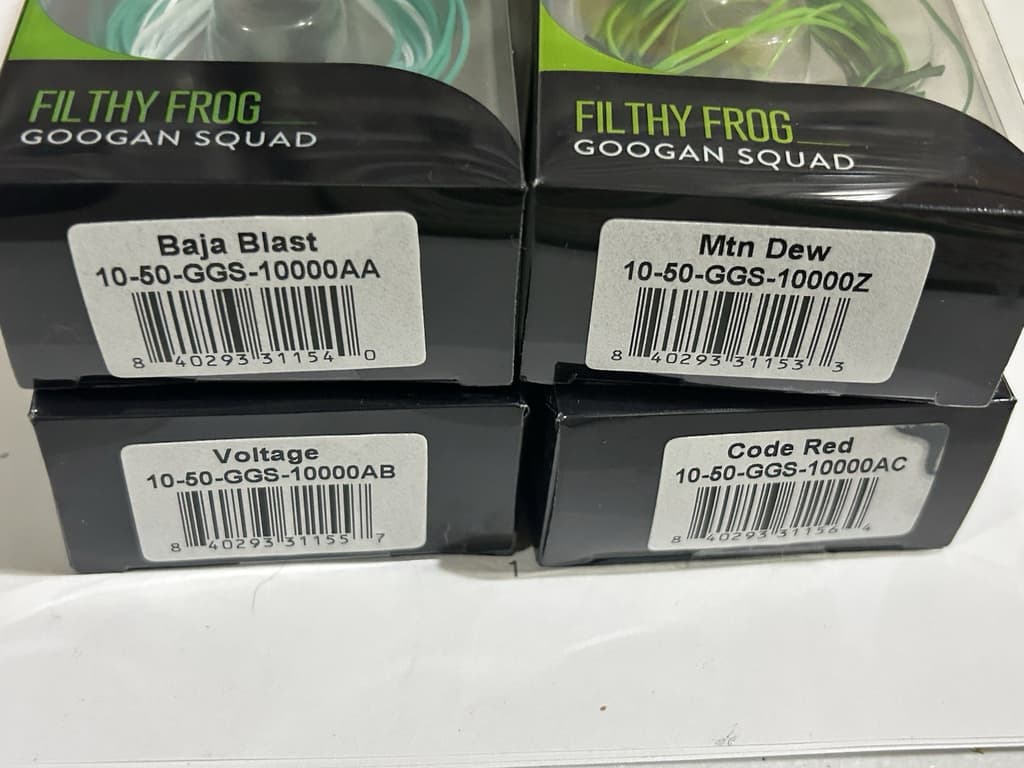 FILTHY FROG
GOOGAN SQUAD
Baja Blast
10-50-GGS-10000AA
8 40293 31154 0
FILTHY FROG
GOOGAN SQUAD
Mtn Dew
10-50-GGS-10000Z
8 40293 31153 3
Voltage
10-50-GGS-10000AB
8 40293 31155 7
Code Red
10-50-GGS-10000AC
8 40293 31156 4
1